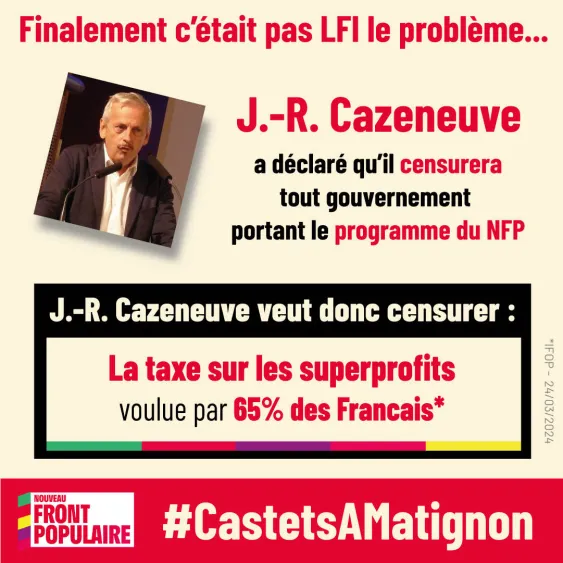 Finalement c’était pas LFI le problème...
J.-R. Cazeneuve
a déclaré qu’il censurera
tout gouvernement
portant le programme du NFP
J.-R. Cazeneuve veut donc censurer :
La taxe sur les superprofits
voulue par 65% des Francais*
*IFOP - 24/03/2024
NOUVEAU
FRONT
POPULAIRE
#CastetsAMatignon